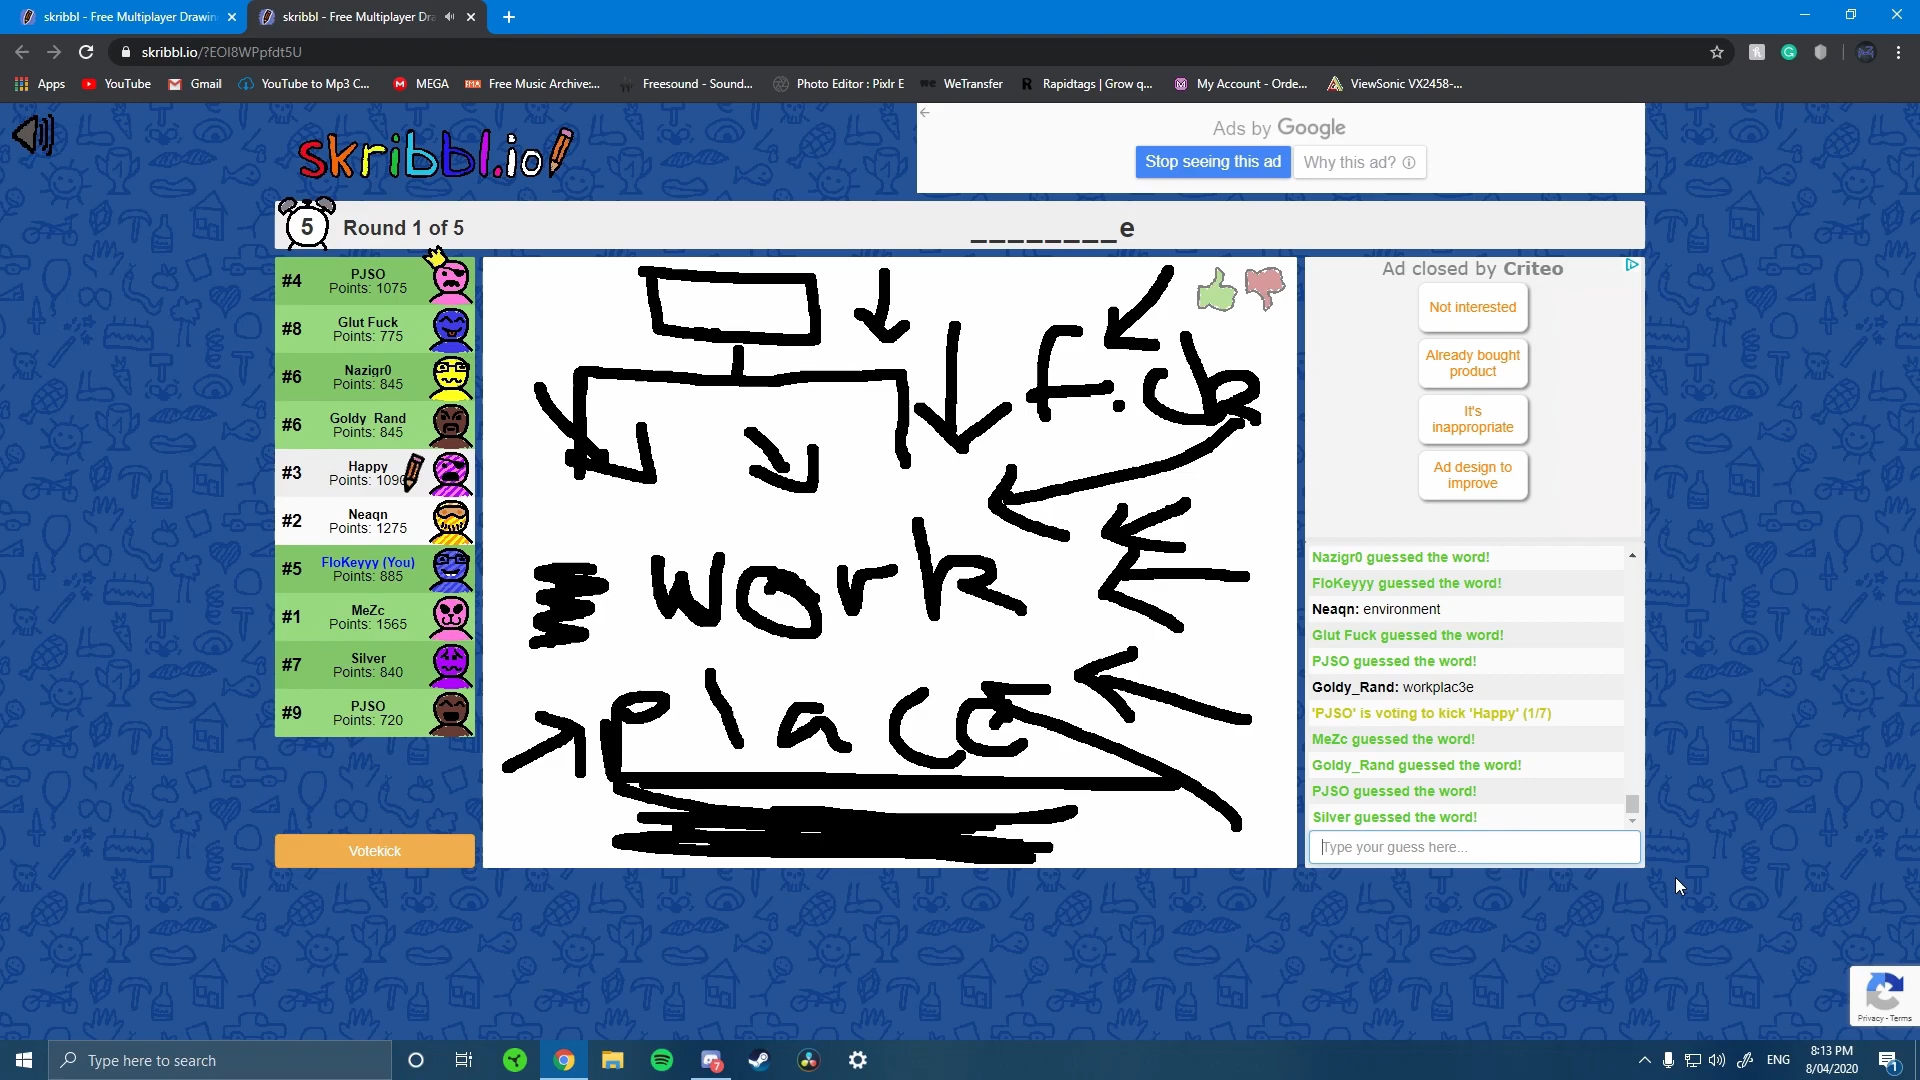 skribbl - Free Multiplayer Drawin
skribbl - Free Multiplayer Dra
skribbl.io/?EOI8WPpfdt5U
Apps
YouTube
Gmail
YouTube to Mp3 C...
MEGA
Free Music Archive:...
Freesound - Sound...
Photo Editor : Pixlr E
WeTransfer
Rapidtags | Grow q...
My Account - Orde...
ViewSonic VX2458-...
skribbl.io
Ads by Google
Stop seeing this ad
Why this ad?
5
Round 1 of 5
________e
#4 PJSO
Points: 1075
#8 Glut Fuck
Points: 775
#6 Nazigr0
Points: 845
#6 Goldy_Rand
Points: 845
#3 Happy
Points: 1090
#2 Neaqn
Points: 1275
#5 FloKeyyy (You)
Points: 885
#1 MeZc
Points: 1565
#7 Silver
Points: 840
#9 PJSO
Points: 720
Votekick
f.ck
work
place
Ad closed by Criteo
Not interested
Already bought
product
It's
inappropriate
Ad design to
improve
Nazigr0 guessed the word!
FloKeyyy guessed the word!
Neaqn: environment
Glut Fuck guessed the word!
PJSO guessed the word!
Goldy_Rand: workplac3e
'PJSO' is voting to kick 'Happy' (1/7)
MeZc guessed the word!
Goldy_Rand guessed the word!
PJSO guessed the word!
Silver guessed the word!
Type your guess here...
Privacy - Terms
Type here to search
7
ENG
8:13 PM
8/04/2020
1